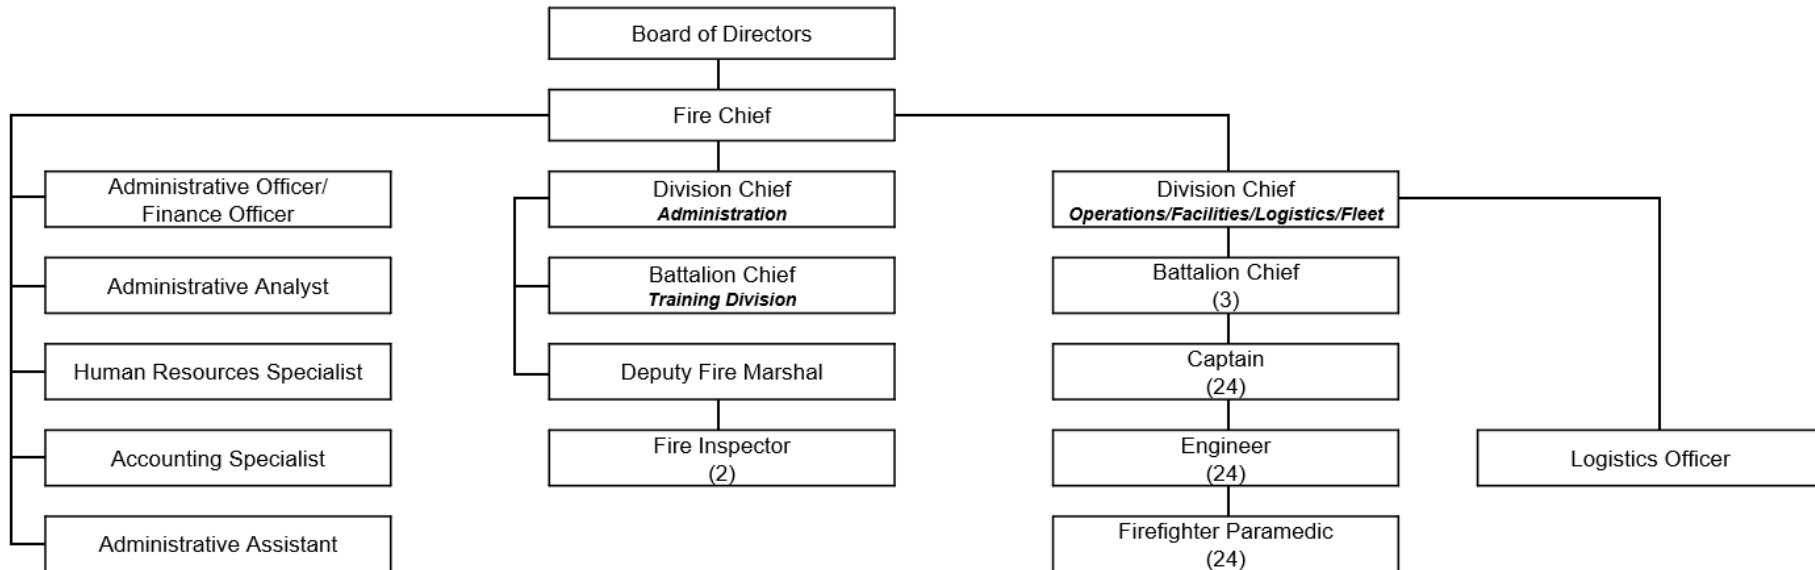 Board of Directors
Fire Chief
Administrative Officer/
Finance Officer
Administrative Analyst
Human Resources Specialist
Accounting Specialist
Administrative Assistant
Division Chief
Administration
Battalion Chief
Training Division
Deputy Fire Marshal
Fire Inspector
(2)
Division Chief
Operations/Facilities/Logistics/Fleet
Battalion Chief
(3)
Captain
(24)
Engineer
(24)
Firefighter Paramedic
(24)
Logistics Officer